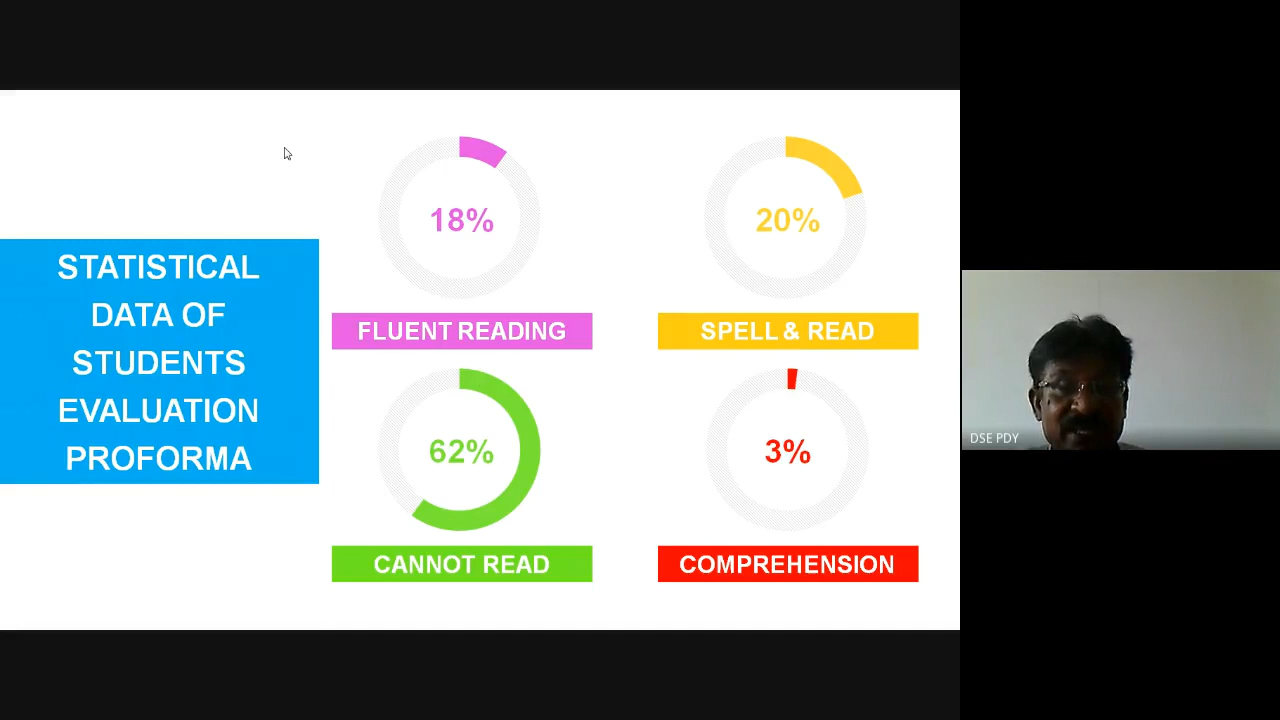 STATISTICAL
DATA OF
STUDENTS
EVALUATION
PROFORMA
18%
FLUENT READING
20%
SPELL & READ
62%
CANNOT READ
3%
COMPREHENSION
DSE PDY